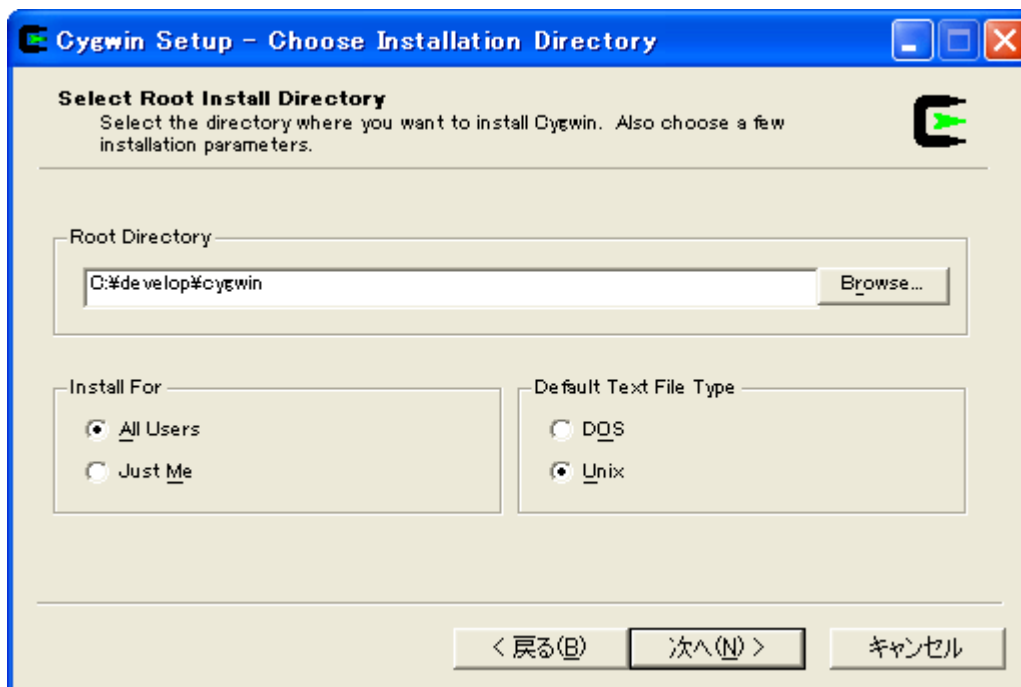 Cygwin Setup - Choose Installation Directory
Select Root Install Directory
Select the directory where you want to install Cygwin. Also choose a few
installation parameters.
Root Directory
C:¥develop¥cygwin
Browse...
Install For
All Users
Just Me
Default Text File Type
DOS
Unix
< 戻る(B)
次へ(N) >
キャンセル